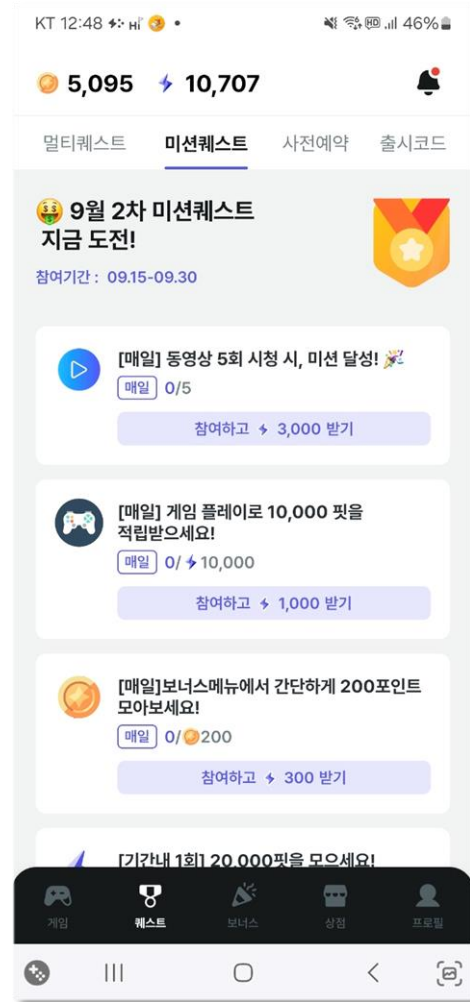 KT 12:48
46%
5,095 10,707
멀티퀘스트 미션퀘스트 사전예약 출시코드
9월 2차 미션퀘스트
지금 도전!
참여기간 : 09.15-09.30
[매일] 동영상 5회 시청 시, 미션 달성!
매일 0/5
참여하고 3,000 받기
[매일] 게임 플레이로 10,000 핏을
적립받으세요!
매일 0/ 10,000
참여하고 1,000 받기
[매일]보너스메뉴에서 간단하게 200포인트
모아보세요!
매일 0/ 200
참여하고 300 받기
[기간내 1회] 20,000핏을 모으세요!
게임 퀘스트 보너스 상점 프로필